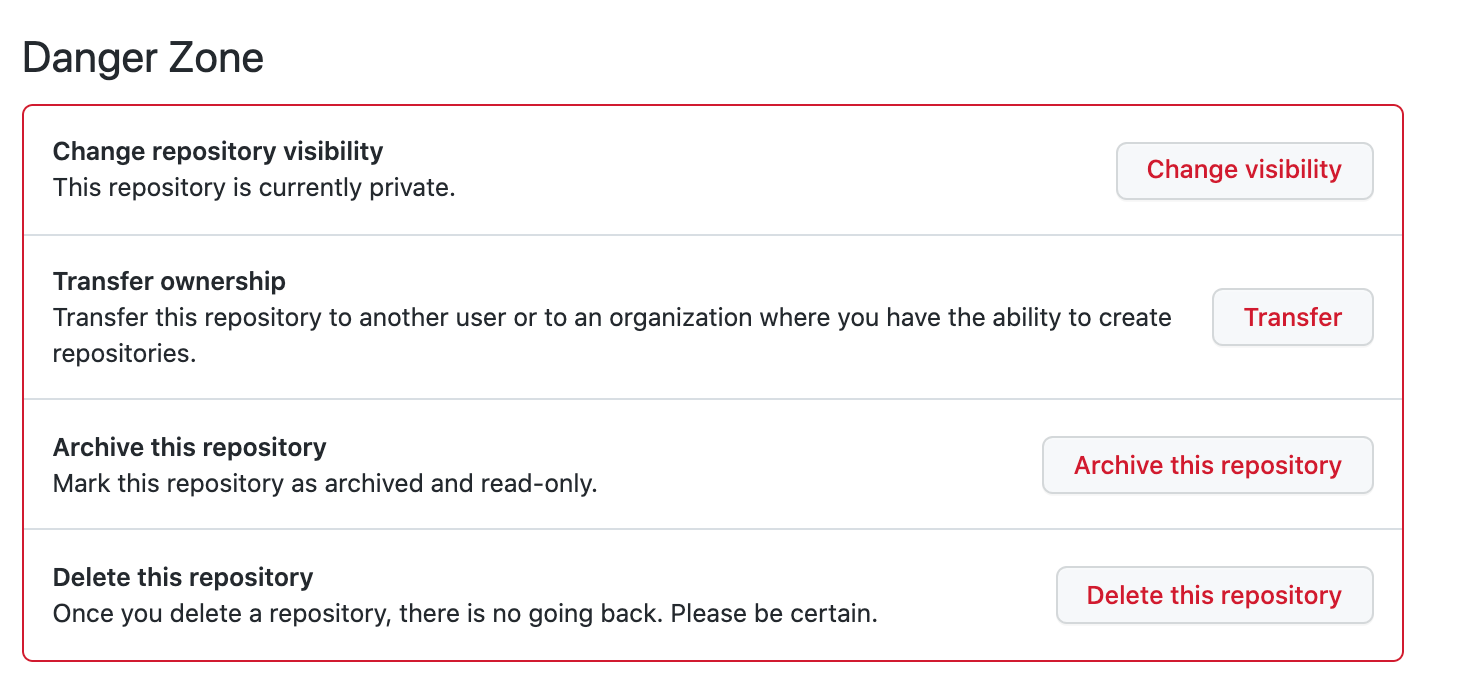 Danger Zone
Change repository visibility
This repository is currently private.
Change visibility
Transfer ownership
Transfer this repository to another user or to an organization where you have the ability to create
repositories.
Transfer
Archive this repository
Mark this repository as archived and read-only.
Archive this repository
Delete this repository
Once you delete a repository, there is no going back. Please be certain.
Delete this repository